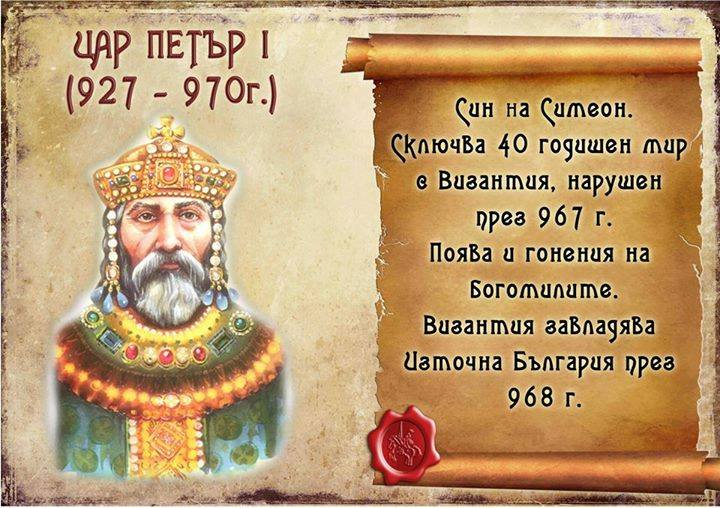 ЦАР ПЕТЪР I
(927 - 970г.)
Син на Симеон.
Сключва 40 годишен мир
с Византия, нарушен
през 967 г.
Поява и гонения на
Богомилите.
Византия завладява
Източна България през
968 г.